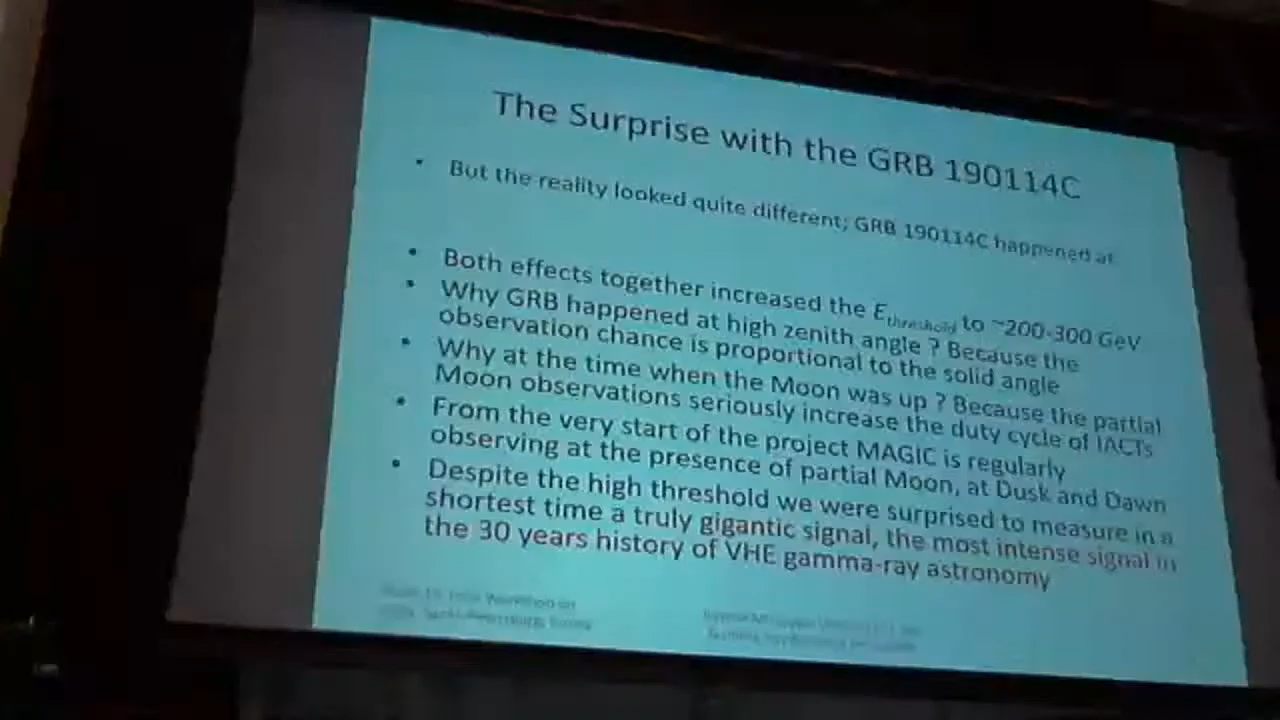 The Surprise with the GRB 190114C
• But the reality looked quite different; GRB 190114C happened at
• Both effects together increased the Ethreshold to ~200-300 GeV
• Why GRB happened at high zenith angle ? Because the
observation chance is proportional to the solid angle
• Why at the time when the Moon was up ? Because the partial
Moon observations seriously increase the duty cycle of IACTs
• From the very start of the project MAGIC is regularly
observing at the presence of partial Moon, at Dusk and Dawn
• Despite the high threshold we were surprised to measure in a
shortest time a truly gigantic signal, the most intense signal in
the 30 years history of VHE gamma-ray astronomy
Workshop on